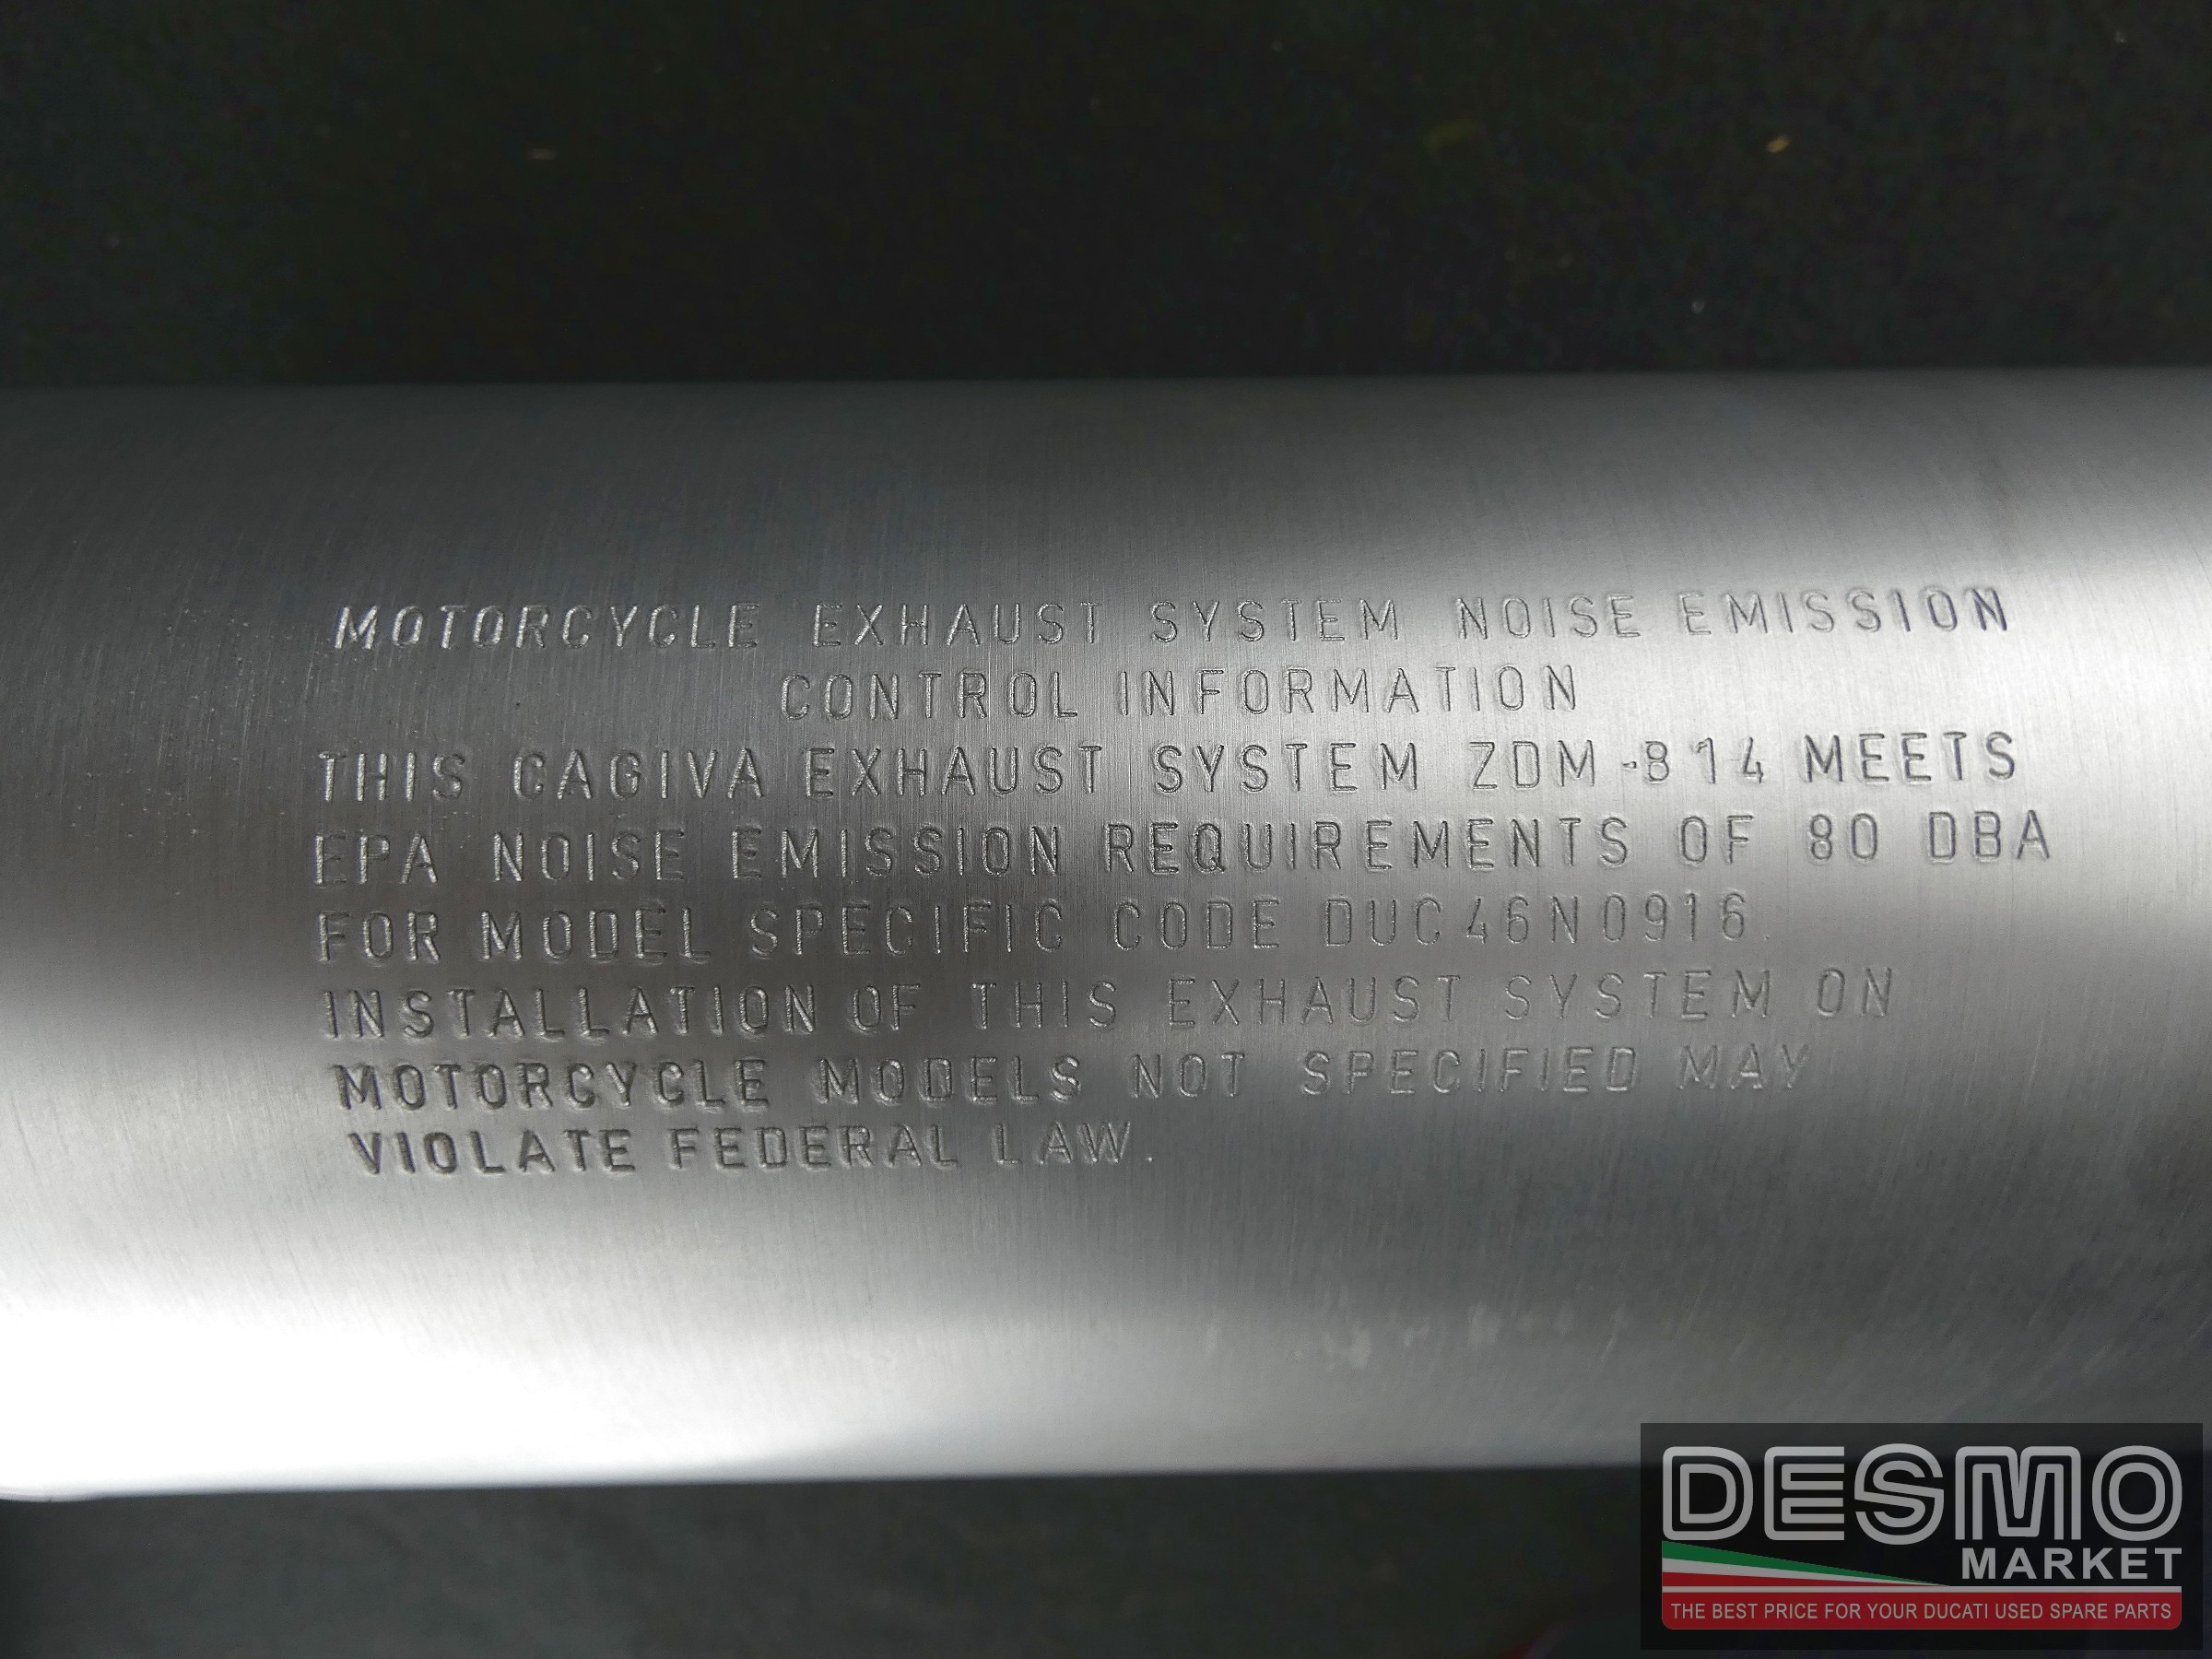 MOTORCYCLE EXHAUST SYSTEM NOISE EMISSION
CONTROL INFORMATION
THIS CAGIVA EXHAUST SYSTEM ZDM-B14 MEETS
EPA NOISE EMISSION REQUIREMENTS OF 80 DBA
FOR MODEL SPECIFIC CODE DUC46N0916.
INSTALLATION OF THIS EXHAUST SYSTEM ON
MOTORCYCLE MODELS NOT SPECIFIED MAY
VIOLATE FEDERAL LAW.
DESMO
MARKET
THE BEST PRICE FOR YOUR DUCATI USED SPARE PARTS